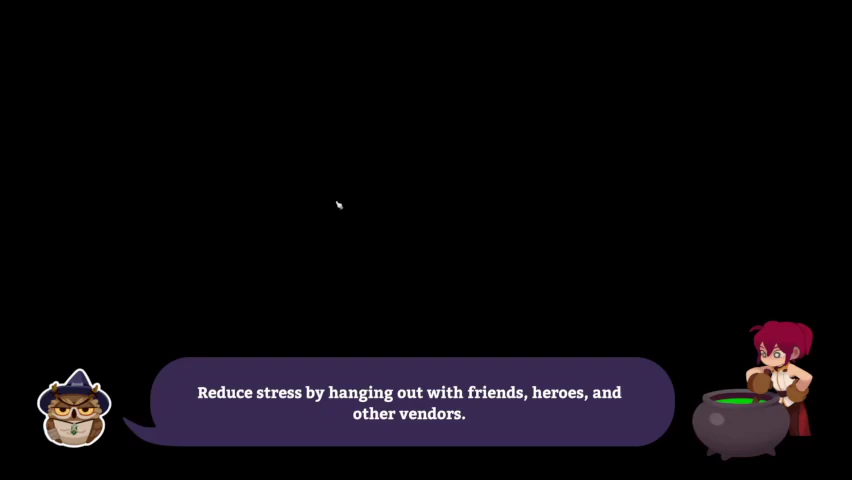 Reduce stress by hanging out with friends, heroes, and
other vendors.